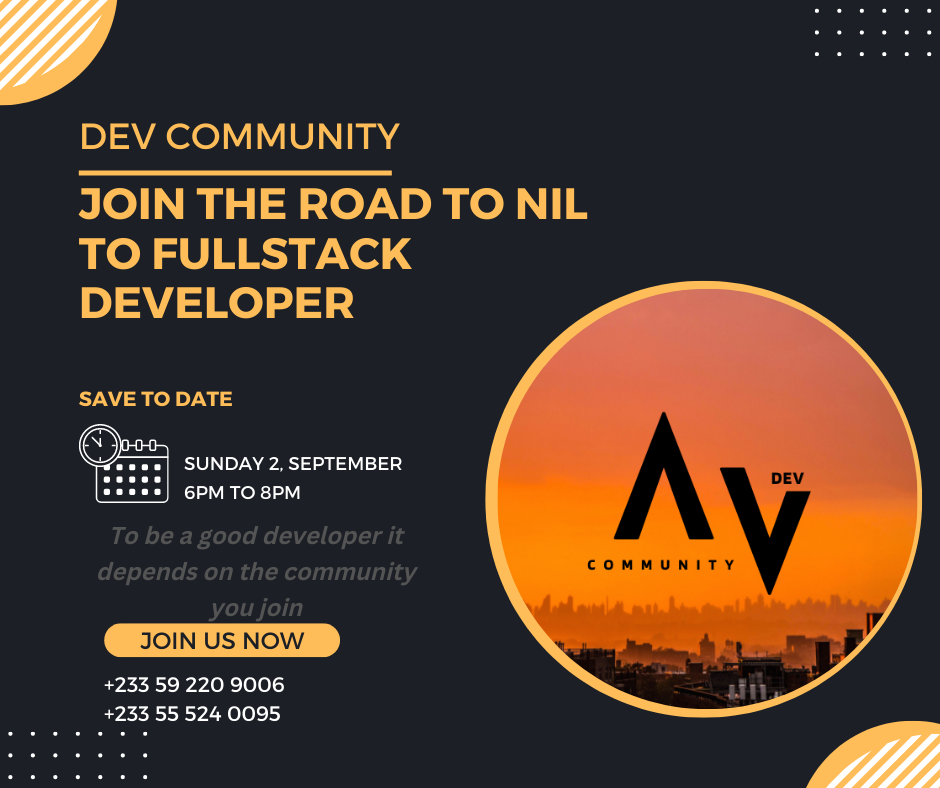 DEV COMMUNITY
JOIN THE ROAD TO NIL
TO FULLSTACK
DEVELOPER
SAVE TO DATE
SUNDAY 2, SEPTEMBER
6PM TO 8PM
To be a good developer it
depends on the community
you join
JOIN US NOW
+233 59 220 9006
+233 55 524 0095
DEV
COMMUNITY